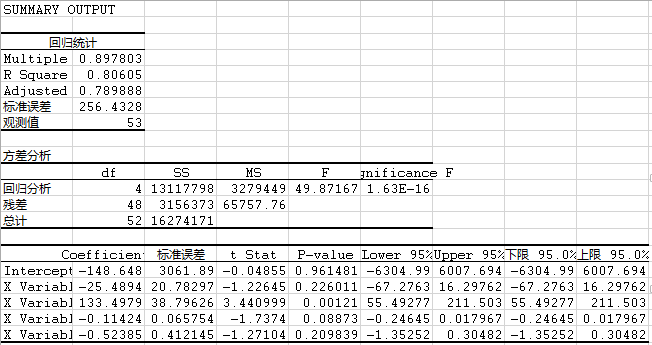 SUMMARY OUTPUT
回归统计
Multiple 0.897803
R Square 0.80605
Adjusted 0.789888
标准误差 256.4328
观测值 53
方差分析
df SS MS F gnificance F
回归分析 4 13117798 3279449 49.87167 1.63E-16
残差 48 3156373 65757.76
总计 52 16274171
Coefficien 标准误差 t Stat P-value Lower 95% Upper 95% 下限 95.0% 上限 95.0%
Intercept -148.648 3061.89 -0.04855 0.961481 -6304.99 6007.694 -6304.99 6007.694
X Variabl -25.4894 20.78297 -1.22645 0.226011 -67.2763 16.29762 -67.2763 16.29762
X Variabl 133.4979 38.79626 3.440999 0.00121 55.49277 211.503 55.49277 211.503
X Variabl -0.11424 0.065754 -1.7374 0.08873 -0.24645 0.017967 -0.24645 0.017967
X Variabl -0.52385 0.412145 -1.27104 0.209839 -1.35252 0.30482 -1.35252 0.30482